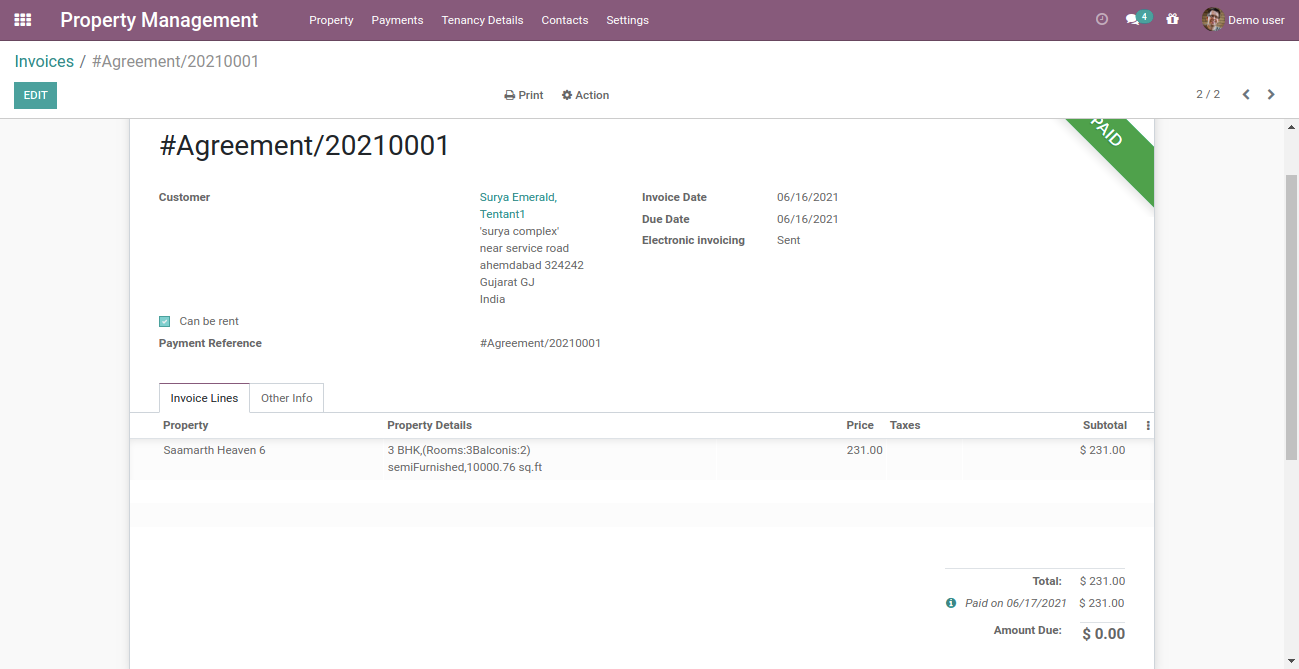 Property Management
Property Payments Tenancy Details Contacts Settings
4
Demo user
Invoices / #Agreement/20210001
EDIT
Print Action
2 / 2
PAID
#Agreement/20210001
Customer
Surya Emerald,
Tentant1
'surya complex'
near service road
ahemdabad 324242
Gujarat GJ
India
Invoice Date 06/16/2021
Due Date 06/16/2021
Electronic invoicing Sent
Can be rent
Payment Reference #Agreement/20210001
Invoice Lines Other Info
Property Property Details Price Taxes Subtotal
Saamarth Heaven 6 3 BHK,(Rooms:3Balconis:2) 231.00 $ 231.00
semiFurnished,10000.76 sq.ft
Total: $ 231.00
Paid on 06/17/2021 $ 231.00
Amount Due: $ 0.00